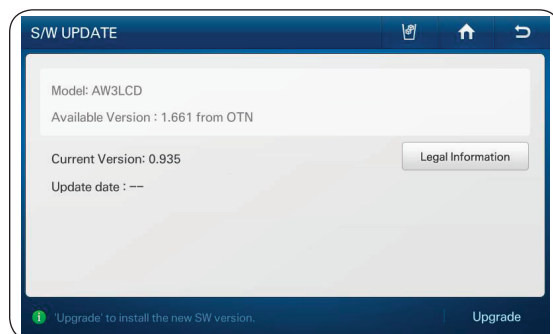 S/W UPDATE
Model: AW3LCD
Available Version : 1.661 from OTN
Current Version: 0.935
Legal Information
Update date : --
'Upgrade' to install the new SW version.
Upgrade